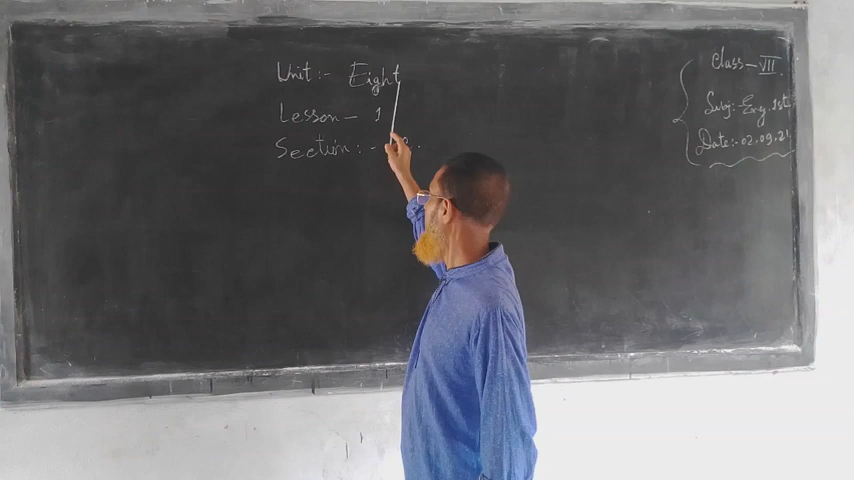 Unit :- Eight
Lesson - 1
Section :-
Class - VII.
Subj :- Eng. 1st
Date :- 02.09.21